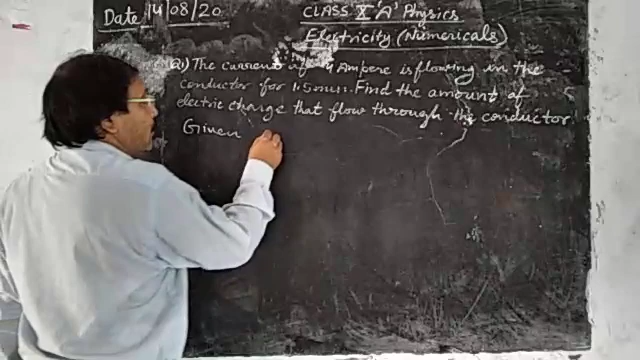 Date 14/08/20
CLASS X 'A' Physics
Electricity (Numericals)
Q1) The Current of 4 Ampere is flowing in the
conductor for 1.5min. Find the amount of
electric charge that flow through the conductor.
Given